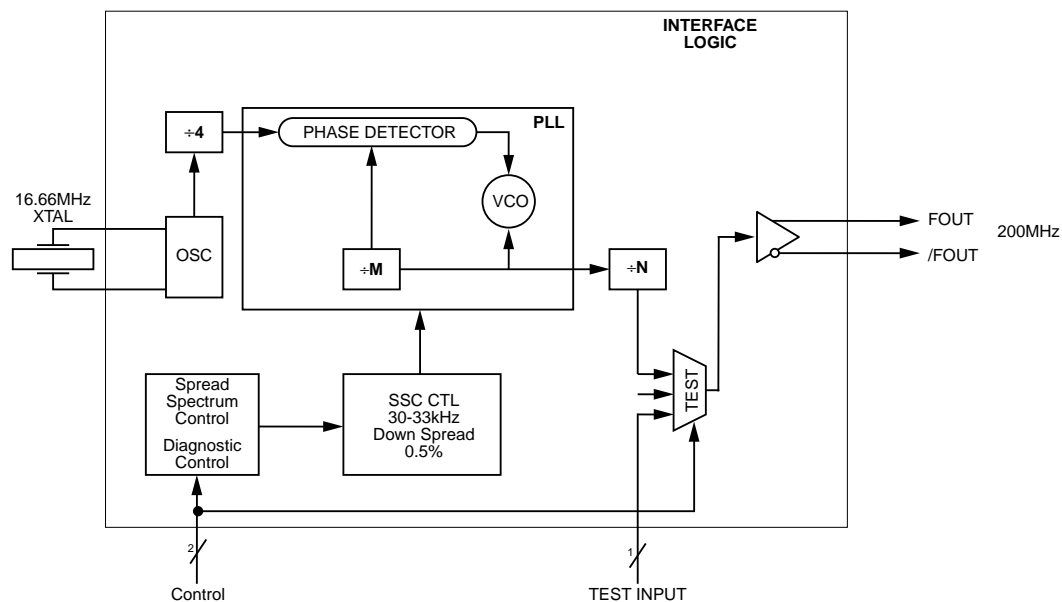 INTERFACE
LOGIC
PLL
÷4
PHASE DETECTOR
16.66MHz
XTAL
OSC
VCO
÷M
÷N
FOUT
/FOUT
200MHz
TEST
Spread
Spectrum
Control
Diagnostic
Control
SSC CTL
30-33kHz
Down Spread
0.5%
2
1
Control
TEST INPUT